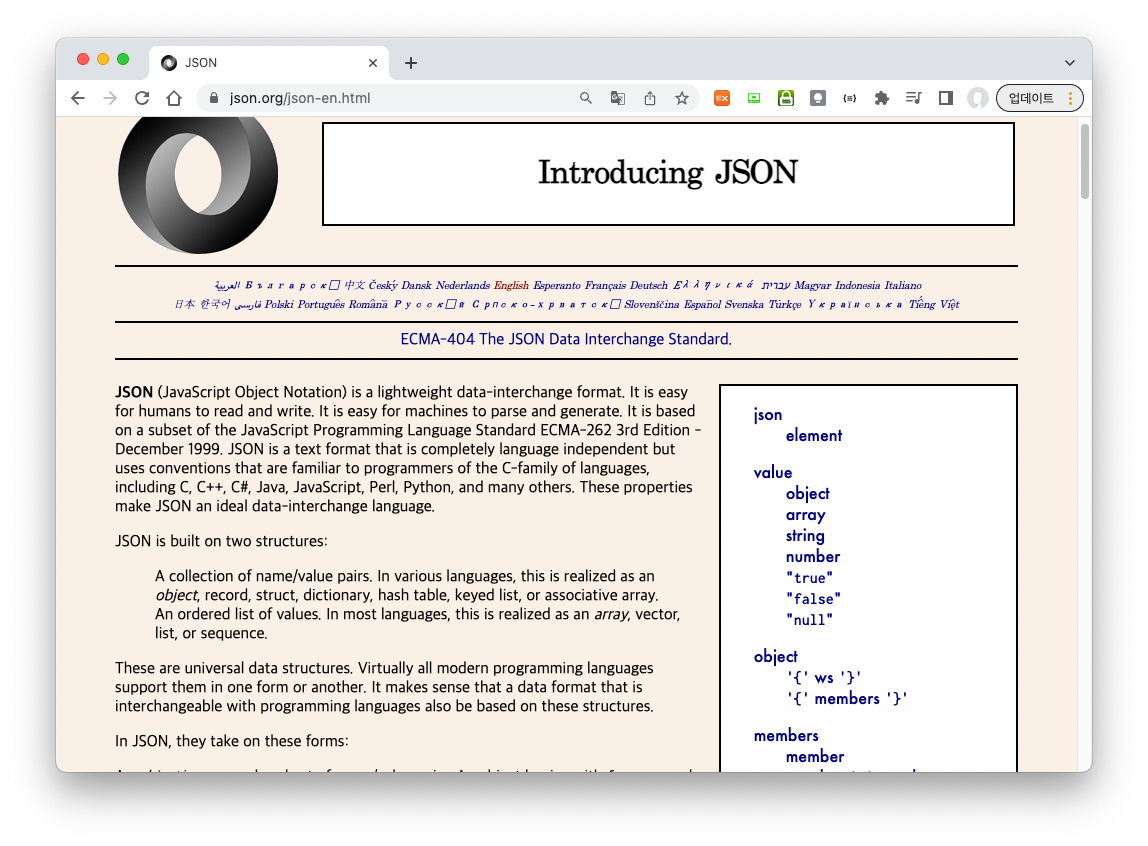 JSON
json.org/json-en.html
EX
업데이트
Introducing JSON
العربية Българск 中文 Český Dansk Nederlands English Esperanto Français Deutsch Ελληνικά עברית Magyar Indonesia Italiano
日本 한국어 فارسی Polski Português Română Русск й Српско-хрватск Slovenščina Español Svenska Türkçe Українська Tiếng Việt
ECMA-404 The JSON Data Interchange Standard.
JSON (JavaScript Object Notation) is a lightweight data-interchange format. It is easy
for humans to read and write. It is easy for machines to parse and generate. It is based
on a subset of the JavaScript Programming Language Standard ECMA-262 3rd Edition -
December 1999. JSON is a text format that is completely language independent but
uses conventions that are familiar to programmers of the C-family of languages,
including C, C++, C#, Java, JavaScript, Perl, Python, and many others. These properties
make JSON an ideal data-interchange language.
JSON is built on two structures:
A collection of name/value pairs. In various languages, this is realized as an
object, record, struct, dictionary, hash table, keyed list, or associative array.
An ordered list of values. In most languages, this is realized as an array, vector,
list, or sequence.
These are universal data structures. Virtually all modern programming languages
support them in one form or another. It makes sense that a data format that is
interchangeable with programming languages also be based on these structures.
In JSON, they take on these forms:
json
element
value
object
array
string
number
"true"
"false"
"null"
object
'{' ws '}'
'{' members '}'
members
member